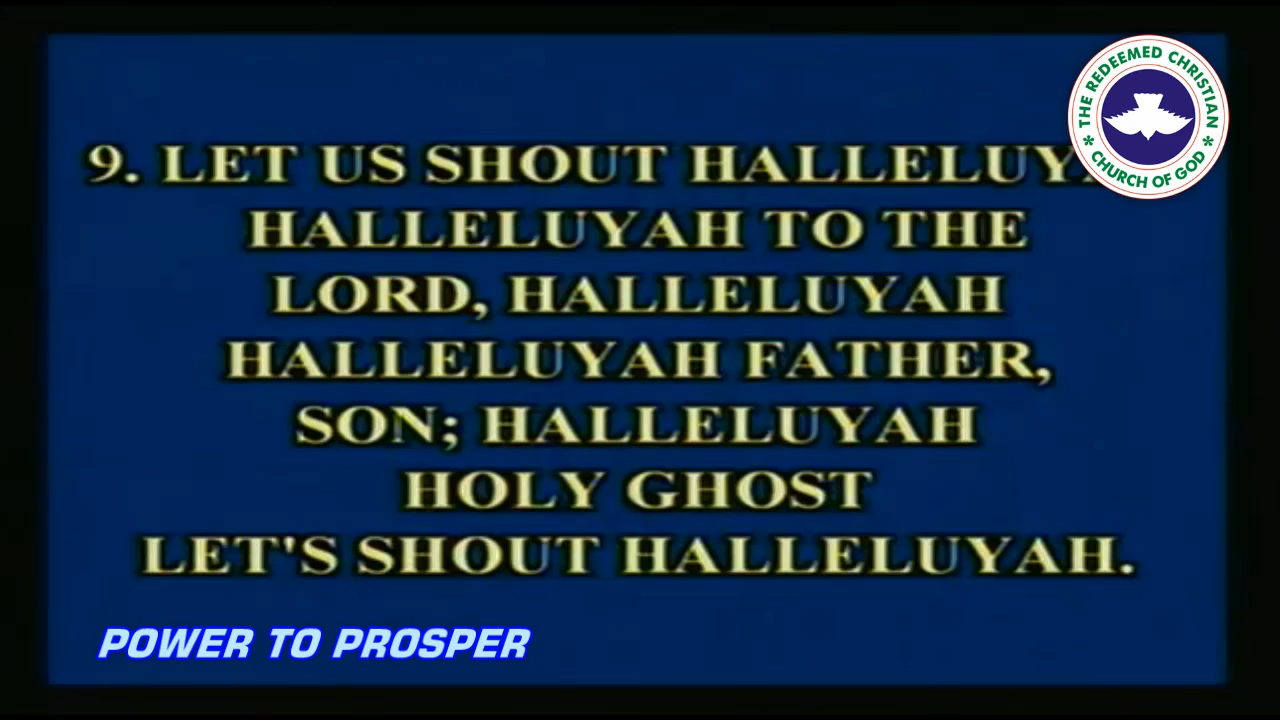 9. LET US SHOUT HALLELUY
HALLELUYAH TO THE
LORD, HALLELUYAH
HALLELUYAH FATHER,
SON; HALLELUYAH
HOLY GHOST
LET'S SHOUT HALLELUYAH.
POWER TO PROSPER
THE REDEEMED CHRISTIAN
* CHURCH OF GOD *